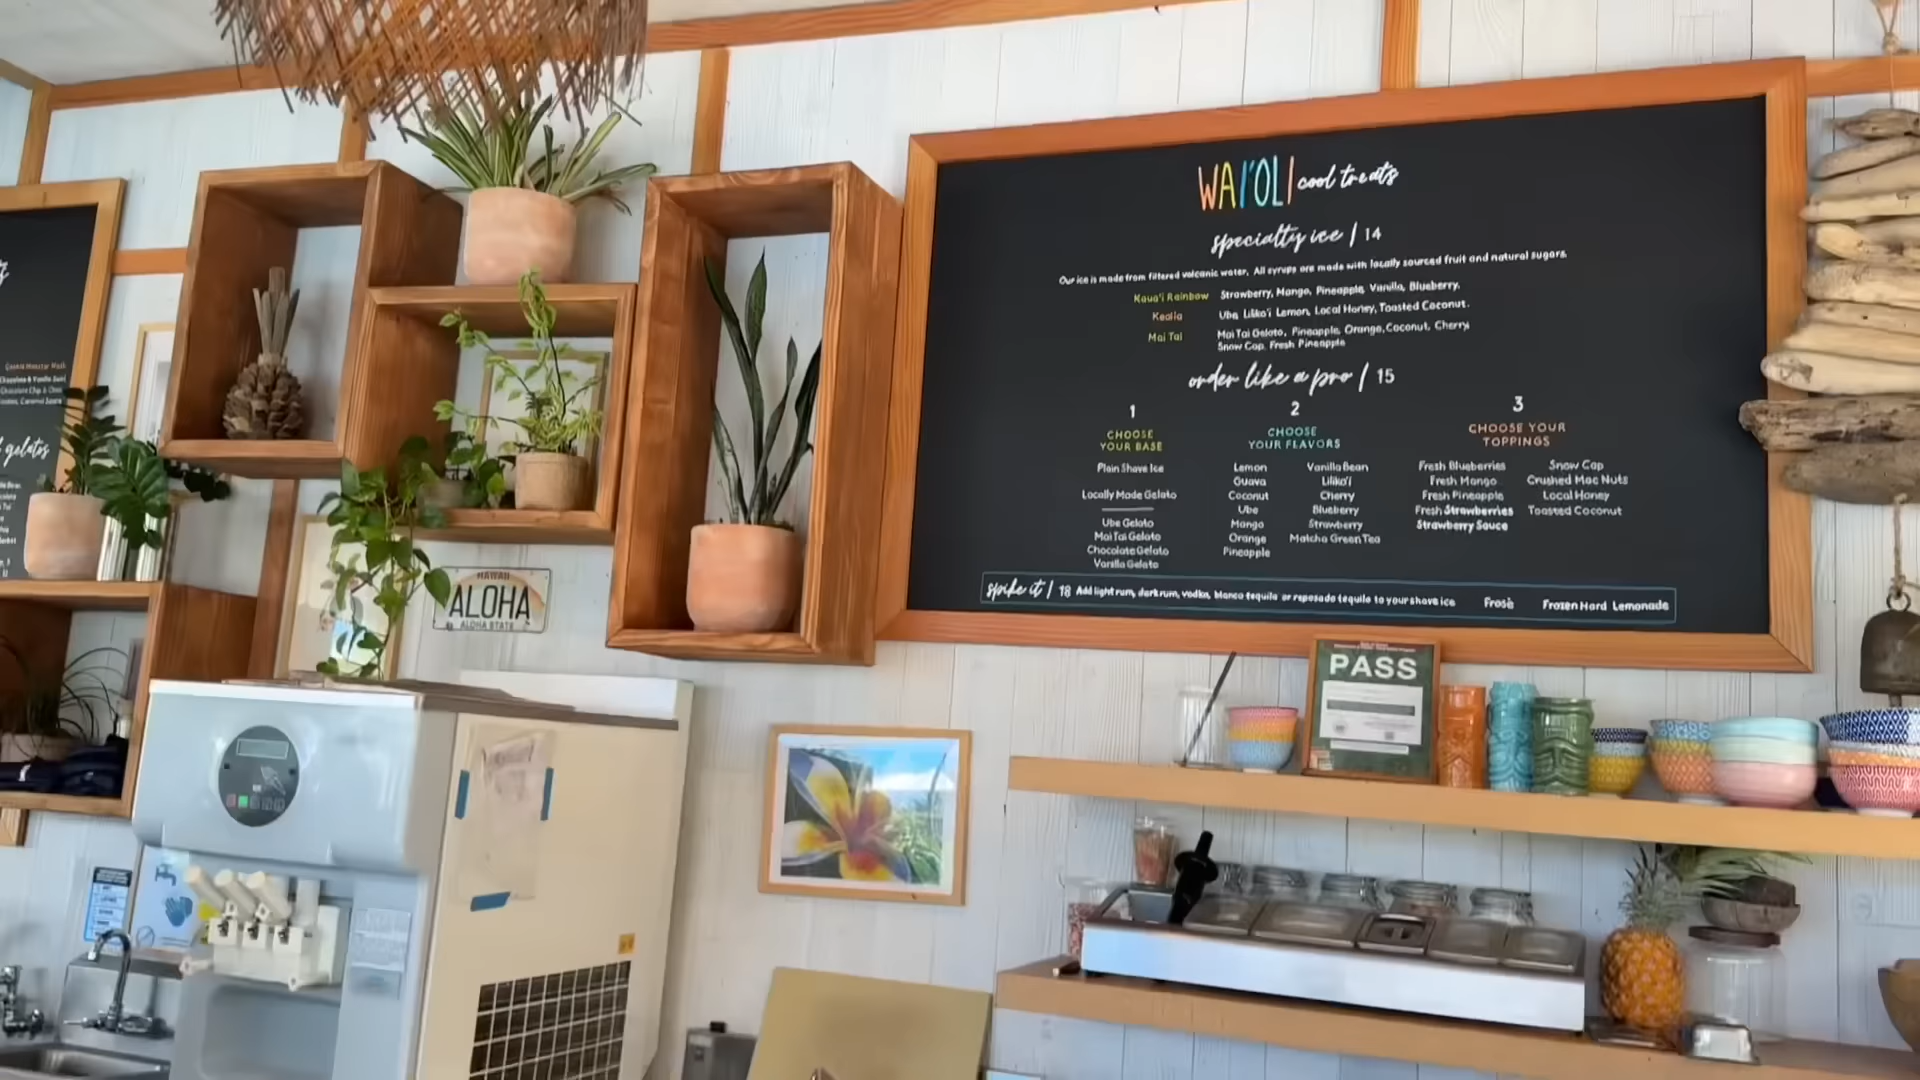 WAI'OLI cool treats
specialty ice / 14
Our ice is made from filtered volcanic water. All syrups are made with locally sourced fruit and natural sugars.
Kaua'i Rainbow Strawberry, Mango, Pineapple, Vanilla, Blueberry.
Kealia Ube, Liliko'i Lemon, Local Honey, Toasted Coconut.
Mai Tai Mai Tai Gelato, Pineapple, Orange, Coconut, Cherry
Snow Cap, Fresh Pineapple
order like a pro / 15
1
CHOOSE
YOUR BASE
Plain Shave Ice
Locally Made Gelato
Ube Gelato
Mai Tai Gelato
Chocolate Gelato
Vanilla Gelato
2
CHOOSE
YOUR FLAVORS
Lemon
Guava
Coconut
Ube
Mango
Orange
Pineapple
Vanilla Bean
Liliko'i
Cherry
Blueberry
Strawberry
Matcha Green Tea
3
CHOOSE YOUR
TOPPINGS
Fresh Blueberries
Fresh Mango
Fresh Pineapple
Fresh Strawberries
Strawberry Sauce
Snow Cap
Crushed Mac Nuts
Local Honey
Toasted Coconut
spike it / 18 Add light rum, dark rum, vodka, blanco tequila or reposado tequila to your shave ice Frosè Frozen Hard Lemonade
gelatos
HAWAII
ALOHA
ALOHA STATE
PASS